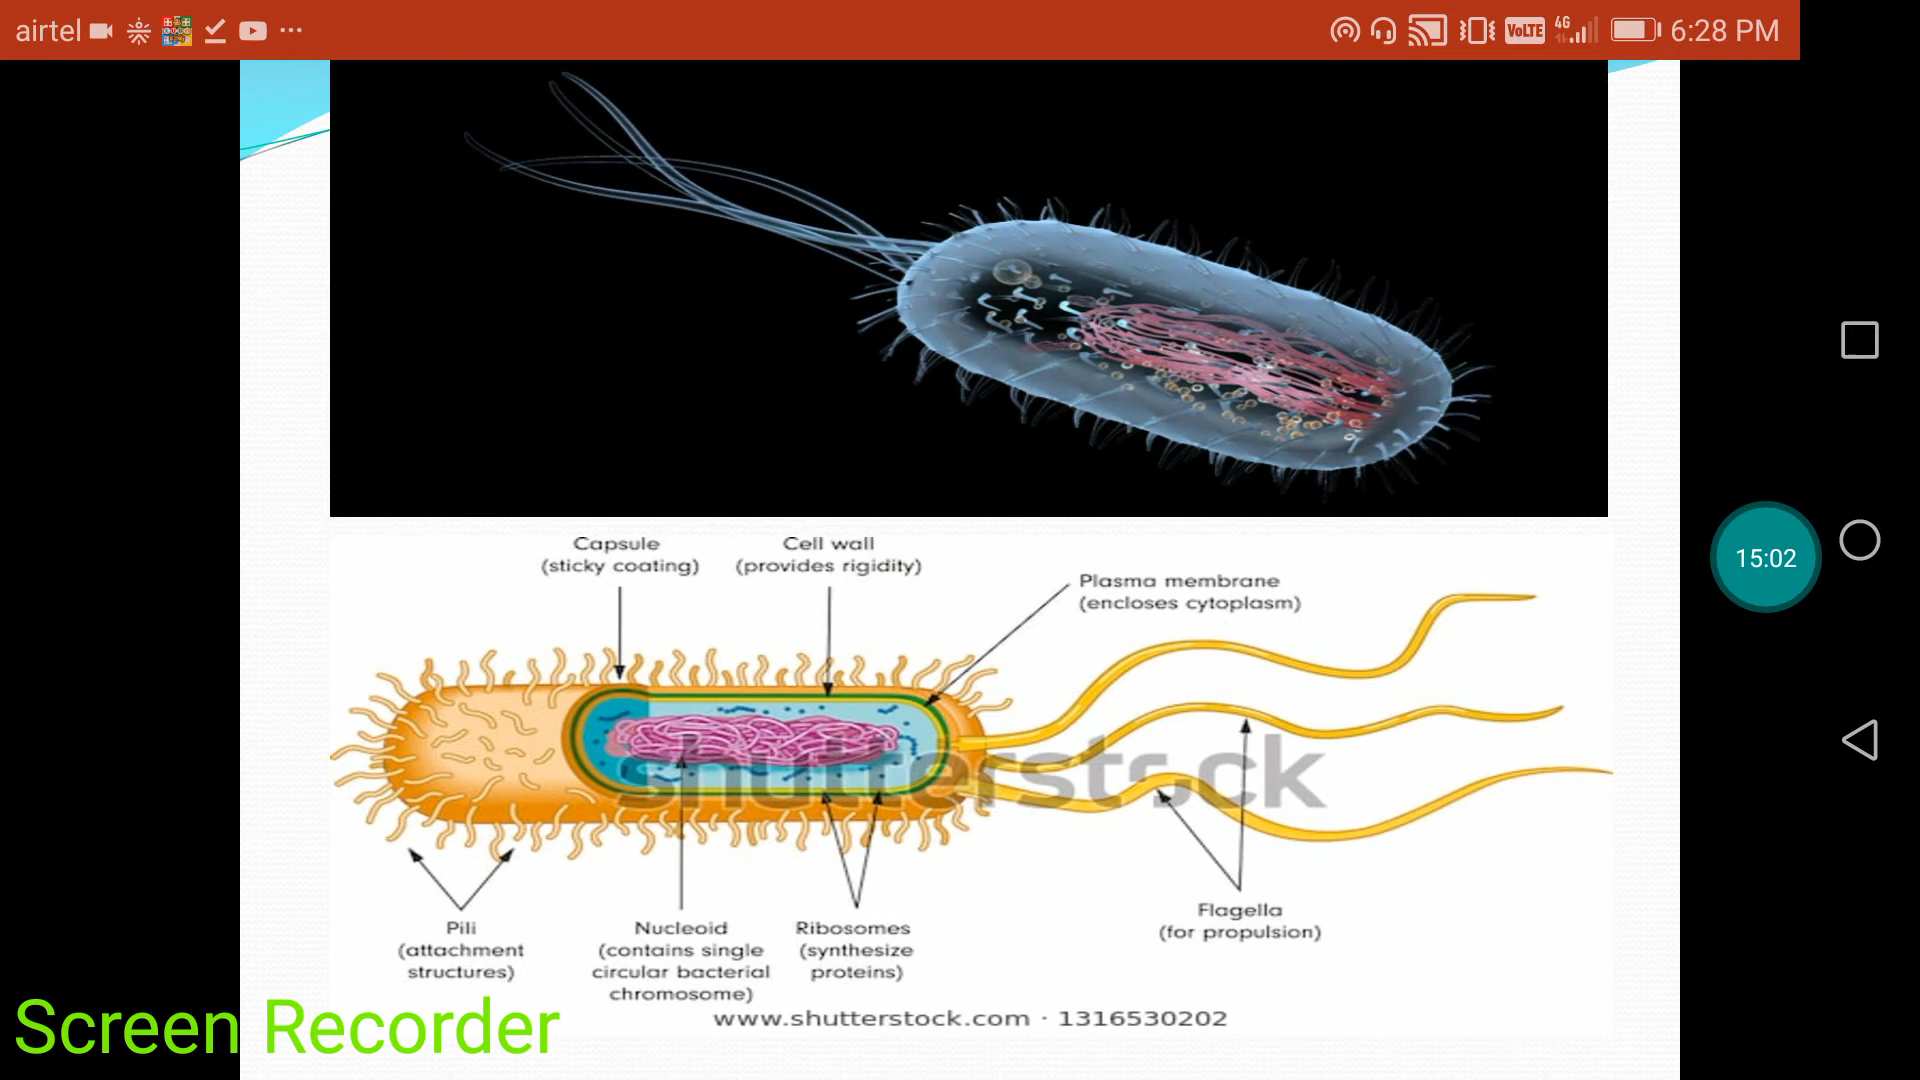 airtel
VoLTE
4G
6:28 PM
Capsule
(sticky coating)
Cell wall
(provides rigidity)
Plasma membrane
(encloses cytoplasm)
15:02
shutterstock
Pili
(attachment
structures)
Nucleoid
(contains single
circular bacterial
chromosome)
Ribosomes
(synthesize
proteins)
Flagella
(for propulsion)
www.shutterstock.com · 1316530202
Screen Recorder